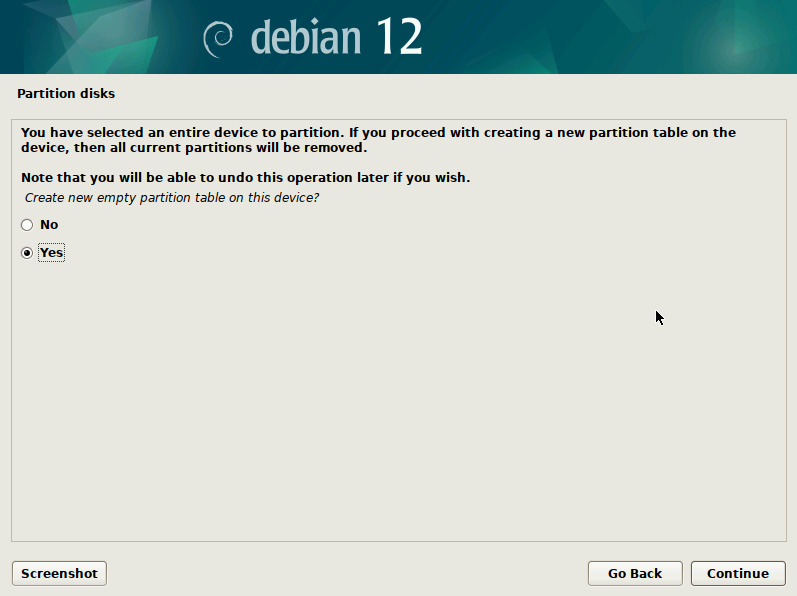 debian 12
Partition disks
You have selected an entire device to partition. If you proceed with creating a new partition table on the
device, then all current partitions will be removed.
Note that you will be able to undo this operation later if you wish.
Create new empty partition table on this device?
No
Yes
Screenshot
Go Back
Continue